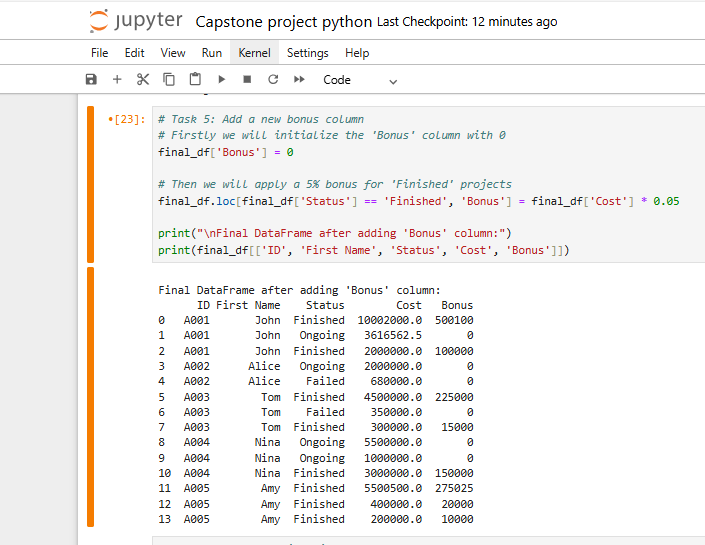 jupyter Capstone project python Last Checkpoint: 12 minutes ago
File Edit View Run Kernel Settings Help
Code
•[23]: # Task 5: Add a new bonus column
# Firstly we will initialize the 'Bonus' column with 0
final_df['Bonus'] = 0
# Then we will apply a 5% bonus for 'Finished' projects
final_df.loc[final_df['Status'] == 'Finished', 'Bonus'] = final_df['Cost'] * 0.05
print("\nFinal DataFrame after adding 'Bonus' column:")
print(final_df[['ID', 'First Name', 'Status', 'Cost', 'Bonus']])
Final DataFrame after adding 'Bonus' column:
ID First Name Status Cost Bonus
0 A001 John Finished 10002000.0 500100
1 A001 John Ongoing 3616562.5 0
2 A001 John Finished 2000000.0 100000
3 A002 Alice Ongoing 2000000.0 0
4 A002 Alice Failed 680000.0 0
5 A003 Tom Finished 4500000.0 225000
6 A003 Tom Failed 350000.0 0
7 A003 Tom Finished 300000.0 15000
8 A004 Nina Ongoing 5500000.0 0
9 A004 Nina Ongoing 1000000.0 0
10 A004 Nina Finished 3000000.0 150000
11 A005 Amy Finished 5500500.0 275025
12 A005 Amy Finished 400000.0 20000
13 A005 Amy Finished 200000.0 10000